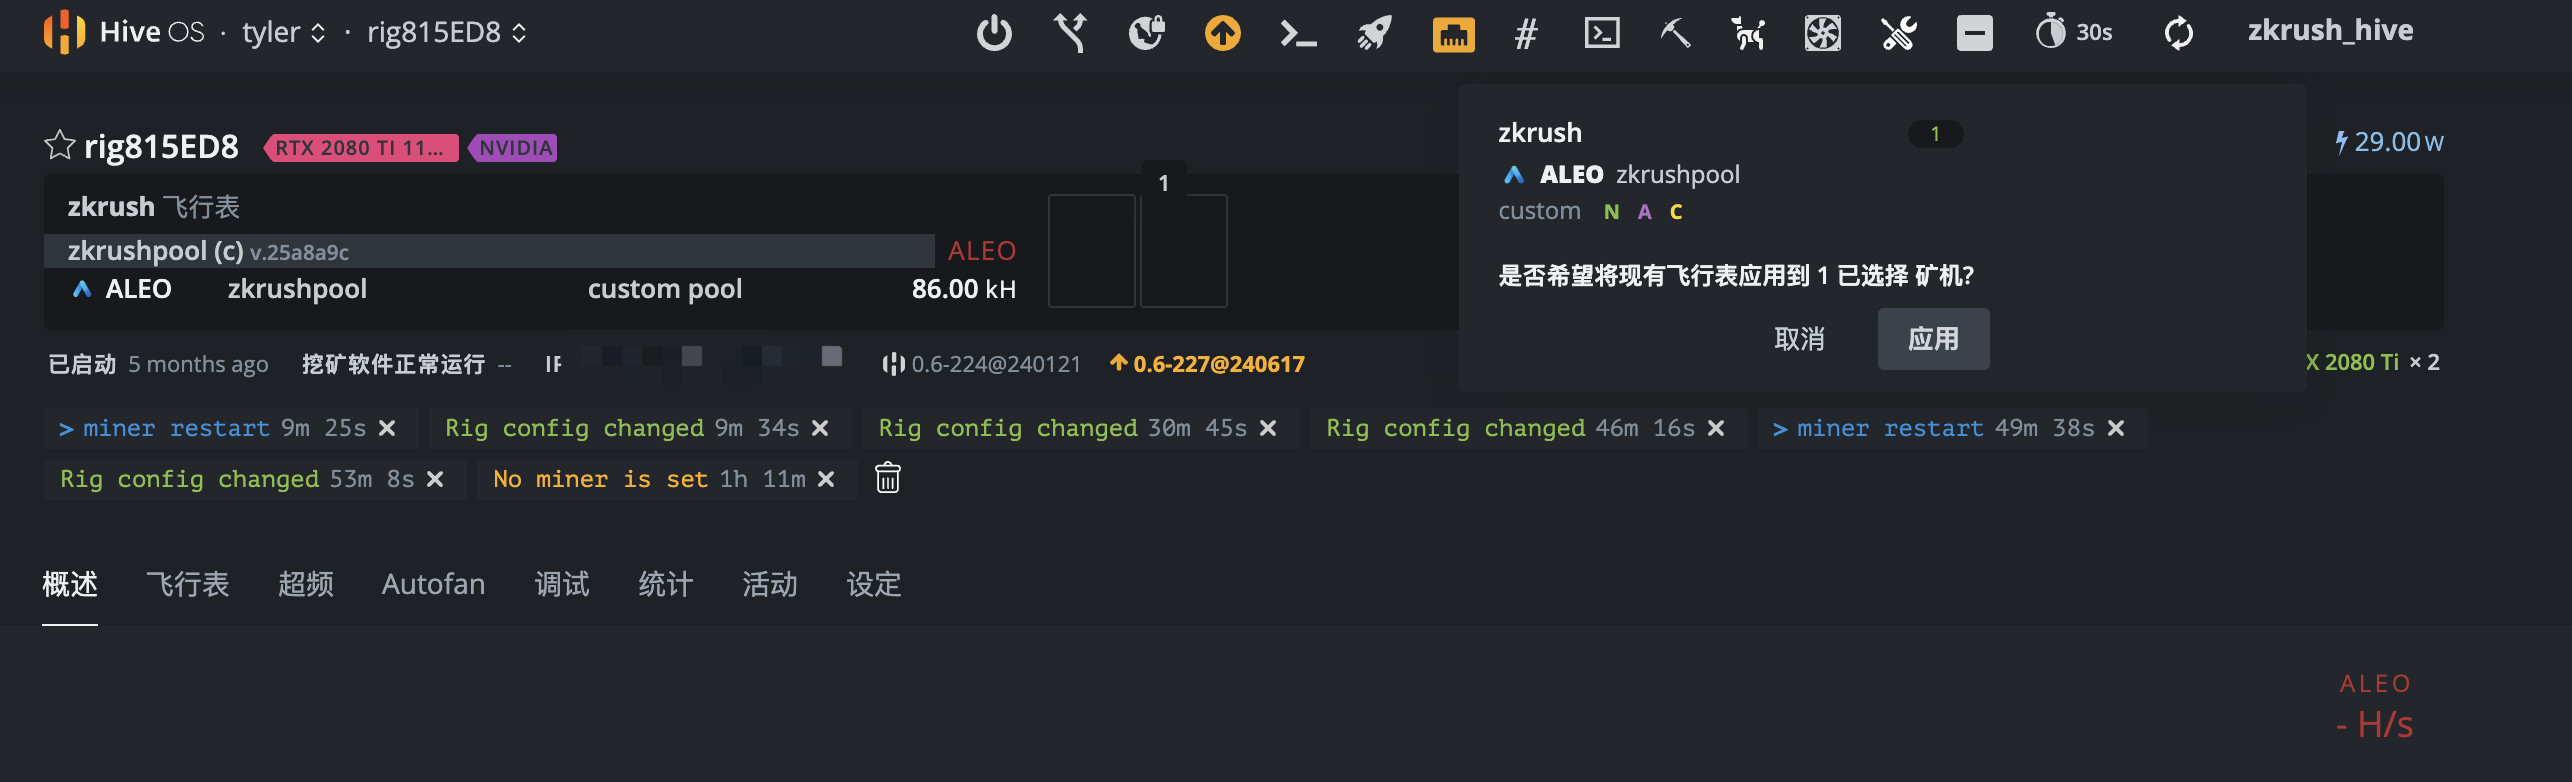 Hive OS · tyler · rig815ED8 # 30s zkrush_hive
rig815ED8 RTX 2080 TI 11... NVIDIA
29.00 W
zkrush 飞行表
zkrushpool (c) v.25a8a9c ALEO
ALEO zkrushpool custom pool 86.00 kH
1
zkrush 1
ALEO zkrushpool
custom N A C
是否希望将现有飞行表应用到 1 已选择 矿机?
取消 应用
已启动 5 months ago 挖矿软件正常运行 -- 0.6-224@240121 0.6-227@240617 X 2080 Ti × 2
> miner restart 9m 25s × Rig config changed 9m 34s × Rig config changed 30m 45s × Rig config changed 46m 16s × > miner restart 49m 38s ×
Rig config changed 53m 8s × No miner is set 1h 11m ×
概述 飞行表 超频 Autofan 调试 统计 活动 设定
ALEO
- H/s